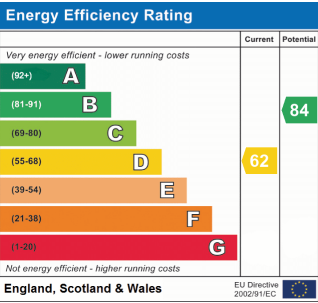 Energy Efficiency Rating
Current Potential
Very energy efficient - lower running costs
(92+) A
(81-91) B
84
(69-80) C
(55-68) D
62
(39-54) E
(21-38) F
(1-20) G
Not energy efficient - higher running costs
England, Scotland & Wales
EU Directive
2002/91/EC